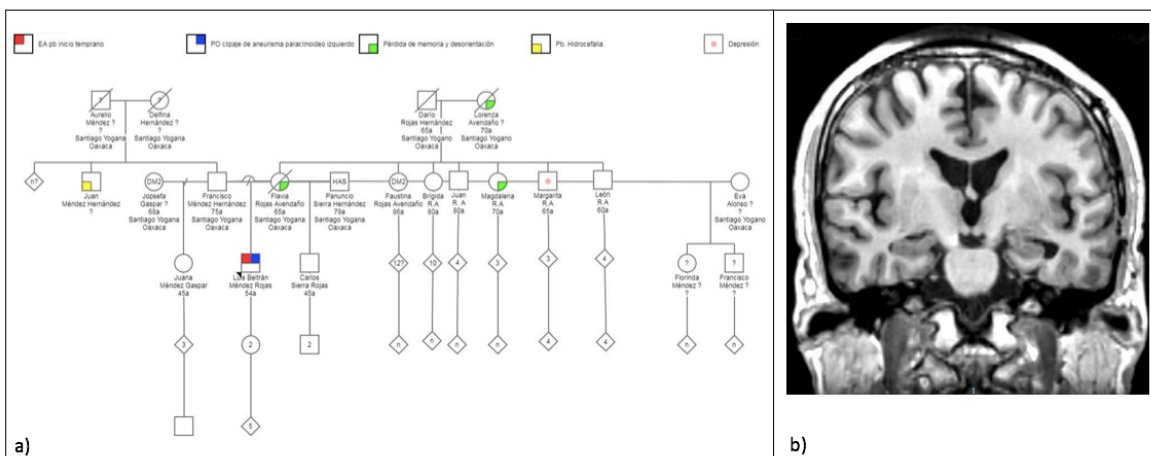 EA pb inicio temprano
PO clipaje de aneurisma paraclinoideo izquierdo
Pérdida de memoria y desorientación
Pb. Hidrocefalia
Depresión
?
?
Aurelio
Méndez ?
?
Santiago Yogana
Oaxaca
Delfina
Hernández ?
?
Santiago Yogana
Oaxaca
Darío
Rojas Hernández
65a
Santiago Yogano
Oaxaca
Lorenza
Avendaño ?
70a
Santiago Yogano
Oaxaca
n?
Juan
Méndez Hernández
?
DM2
Jopsefa
Gaspar ?
68a
Santiago Yogana
Oaxaca
Francisco
Méndez Hernández
75a
Santiago Yogana
Oaxaca
Flavia
Rojas Avendaño
65a
Santiago Yogana
Oaxaca
HAS
Panuncio
Sierra Hernández
79a
Santiago Yogana
Oaxaca
DM2
Faustina
Rojas Avendaño
86a
Brígida
R.A
80a
Juan
R. A
80a
Magdalena
R.A
70a
Margarita
R.A
65a
León
R.A
60a
Eva
Alonso ?
?
Santiago Yogana
Oaxaca
Juana
Méndez Gaspar
45a
Luis Beltrán
Méndez Rojas
54a
Carlos
Sierra Rojas
45a
12?
10
4
3
3
4
?
Florinda
Méndez ?
?
?
Francisco
Méndez ?
?
3
2
2
n
n
n
n
4
4
n
n
5
a)
b)